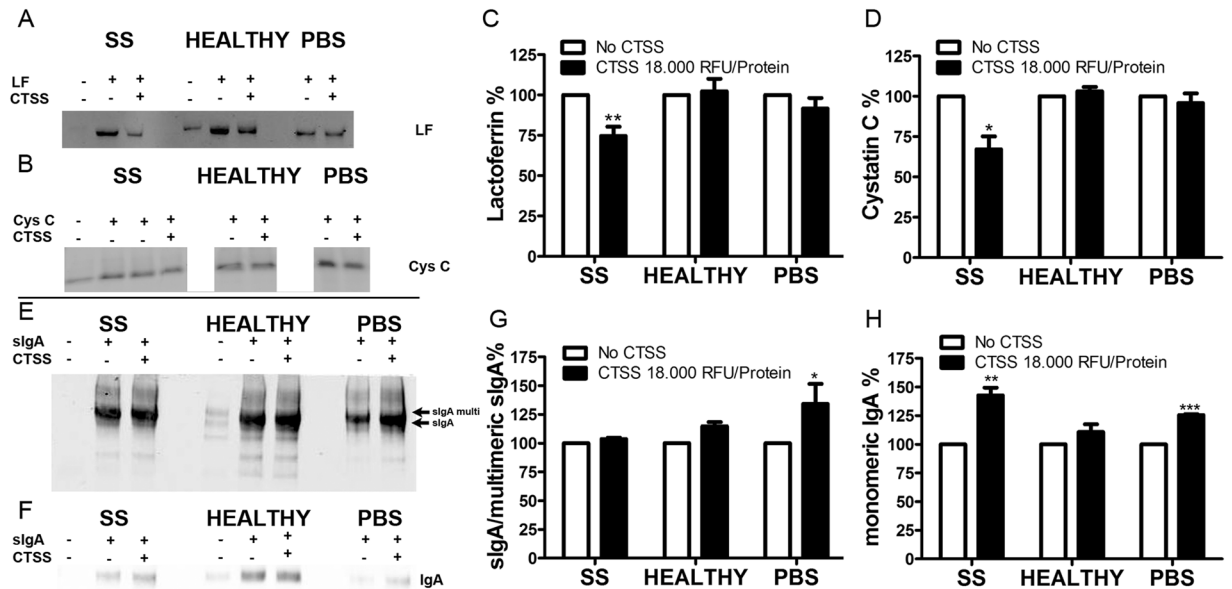 A
SS HEALTHY PBS
LF - + + - + + + +
CTSS - - + - - + - +
LF
B
SS HEALTHY PBS
Cys C - + + + + + + +
CTSS - - - + - + - +
Cys C
C
No CTSS
CTSS 18.000 RFU/Protein
Lactoferrin %
125
100
75
50
25
0
**
SS HEALTHY PBS
D
No CTSS
CTSS 18.000 RFU/Protein
Cystatin C %
125
100
75
50
25
0
*
SS HEALTHY PBS
E
SS HEALTHY PBS
sIgA - + + - + + + +
CTSS - - + - - + - +
sIgA multi
sIgA
F
SS HEALTHY PBS
sIgA - + + - + + + +
CTSS - - + - - + - +
IgA
G
No CTSS
CTSS 18.000 RFU/Protein
sIgA/multimeric sIgA%
175
150
125
100
75
50
25
0
*
SS HEALTHY PBS
H
No CTSS
CTSS 18.000 RFU/Protein
monomeric IgA %
175
150
125
100
75
50
25
0
**
***
SS HEALTHY PBS